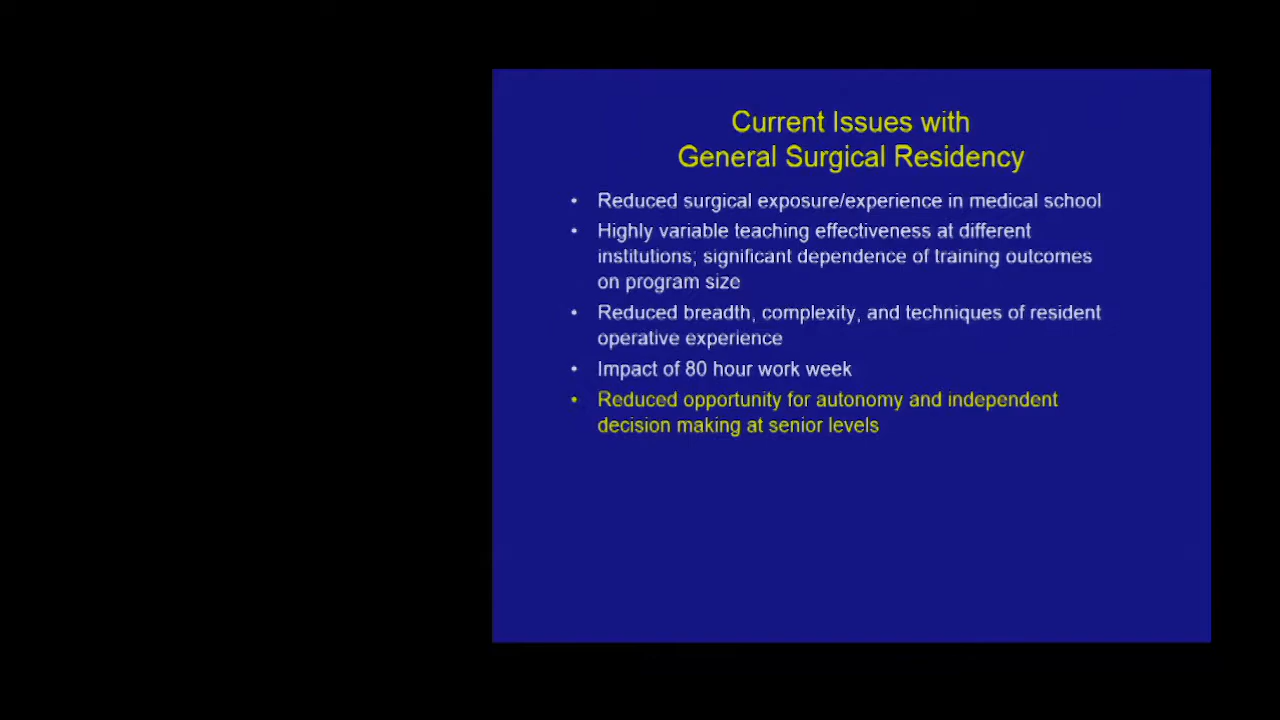 Current Issues with
General Surgical Residency
• Reduced surgical exposure/experience in medical school
• Highly variable teaching effectiveness at different
institutions; significant dependence of training outcomes
on program size
• Reduced breadth, complexity, and techniques of resident
operative experience
• Impact of 80 hour work week
• Reduced opportunity for autonomy and independent
decision making at senior levels